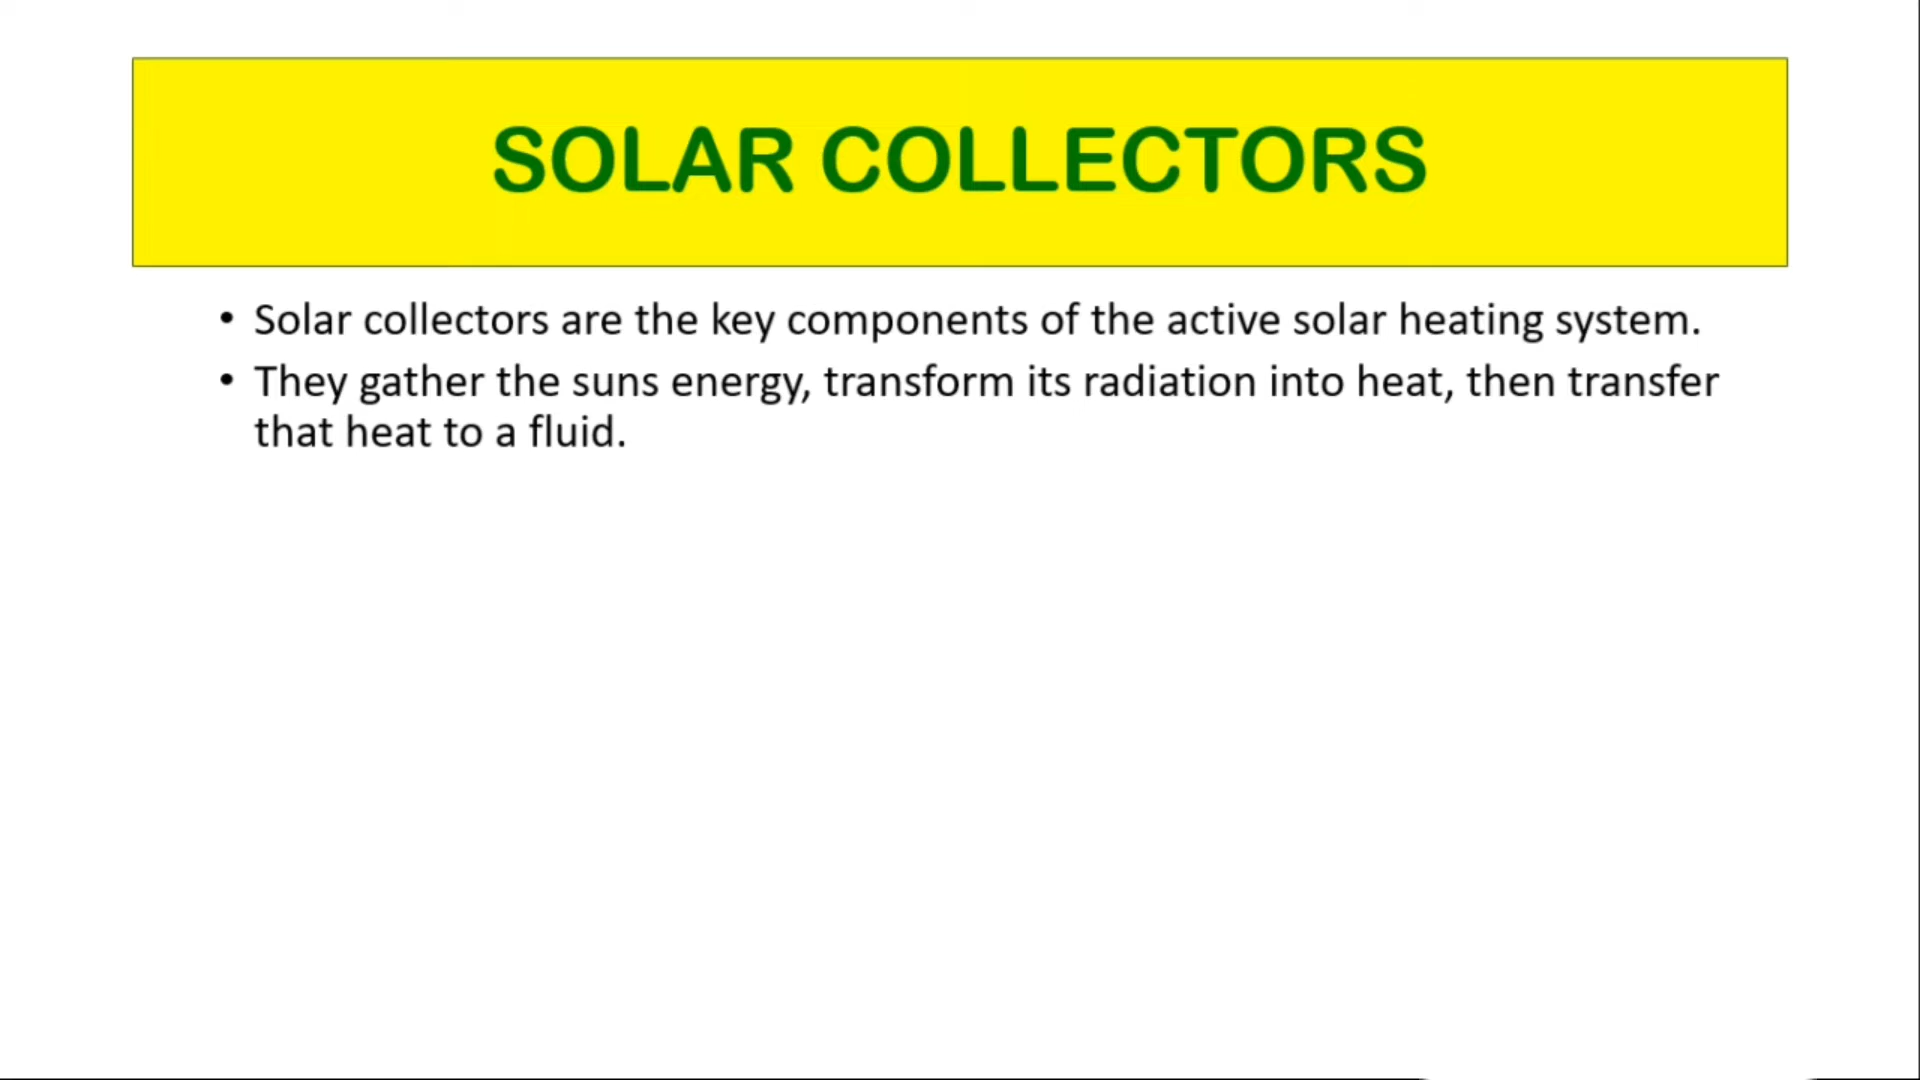 SOLAR COLLECTORS
• Solar collectors are the key components of the active solar heating system.
• They gather the suns energy, transform its radiation into heat, then transfer
that heat to a fluid.